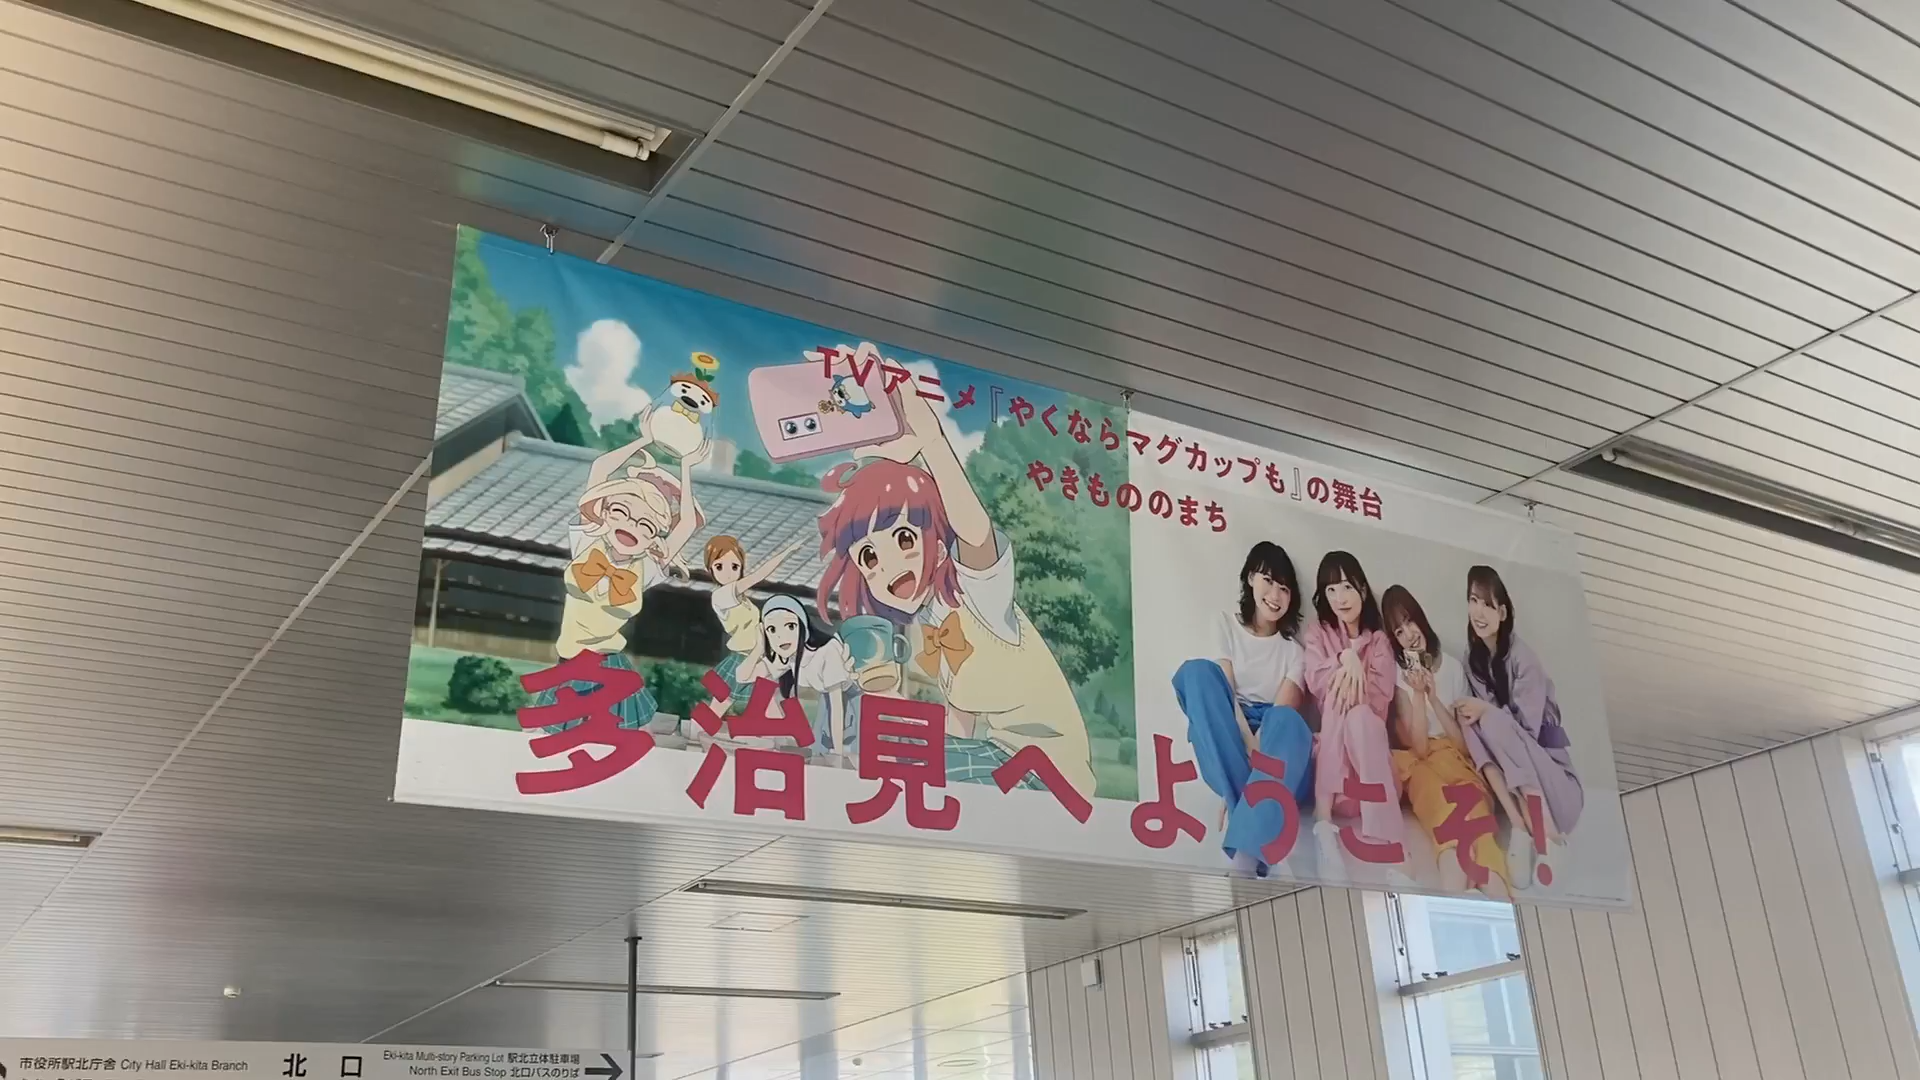 TVアニメ『やくならマグカップも』の舞台
やきもののまち
多治見へようこそ!
市役所駅北庁舎 City Hall Eki-kita Branch
北口
Eki-kita Multi-story Parking Lot 駅北立体駐車場
North Exit Bus Stop 北口バスのりば